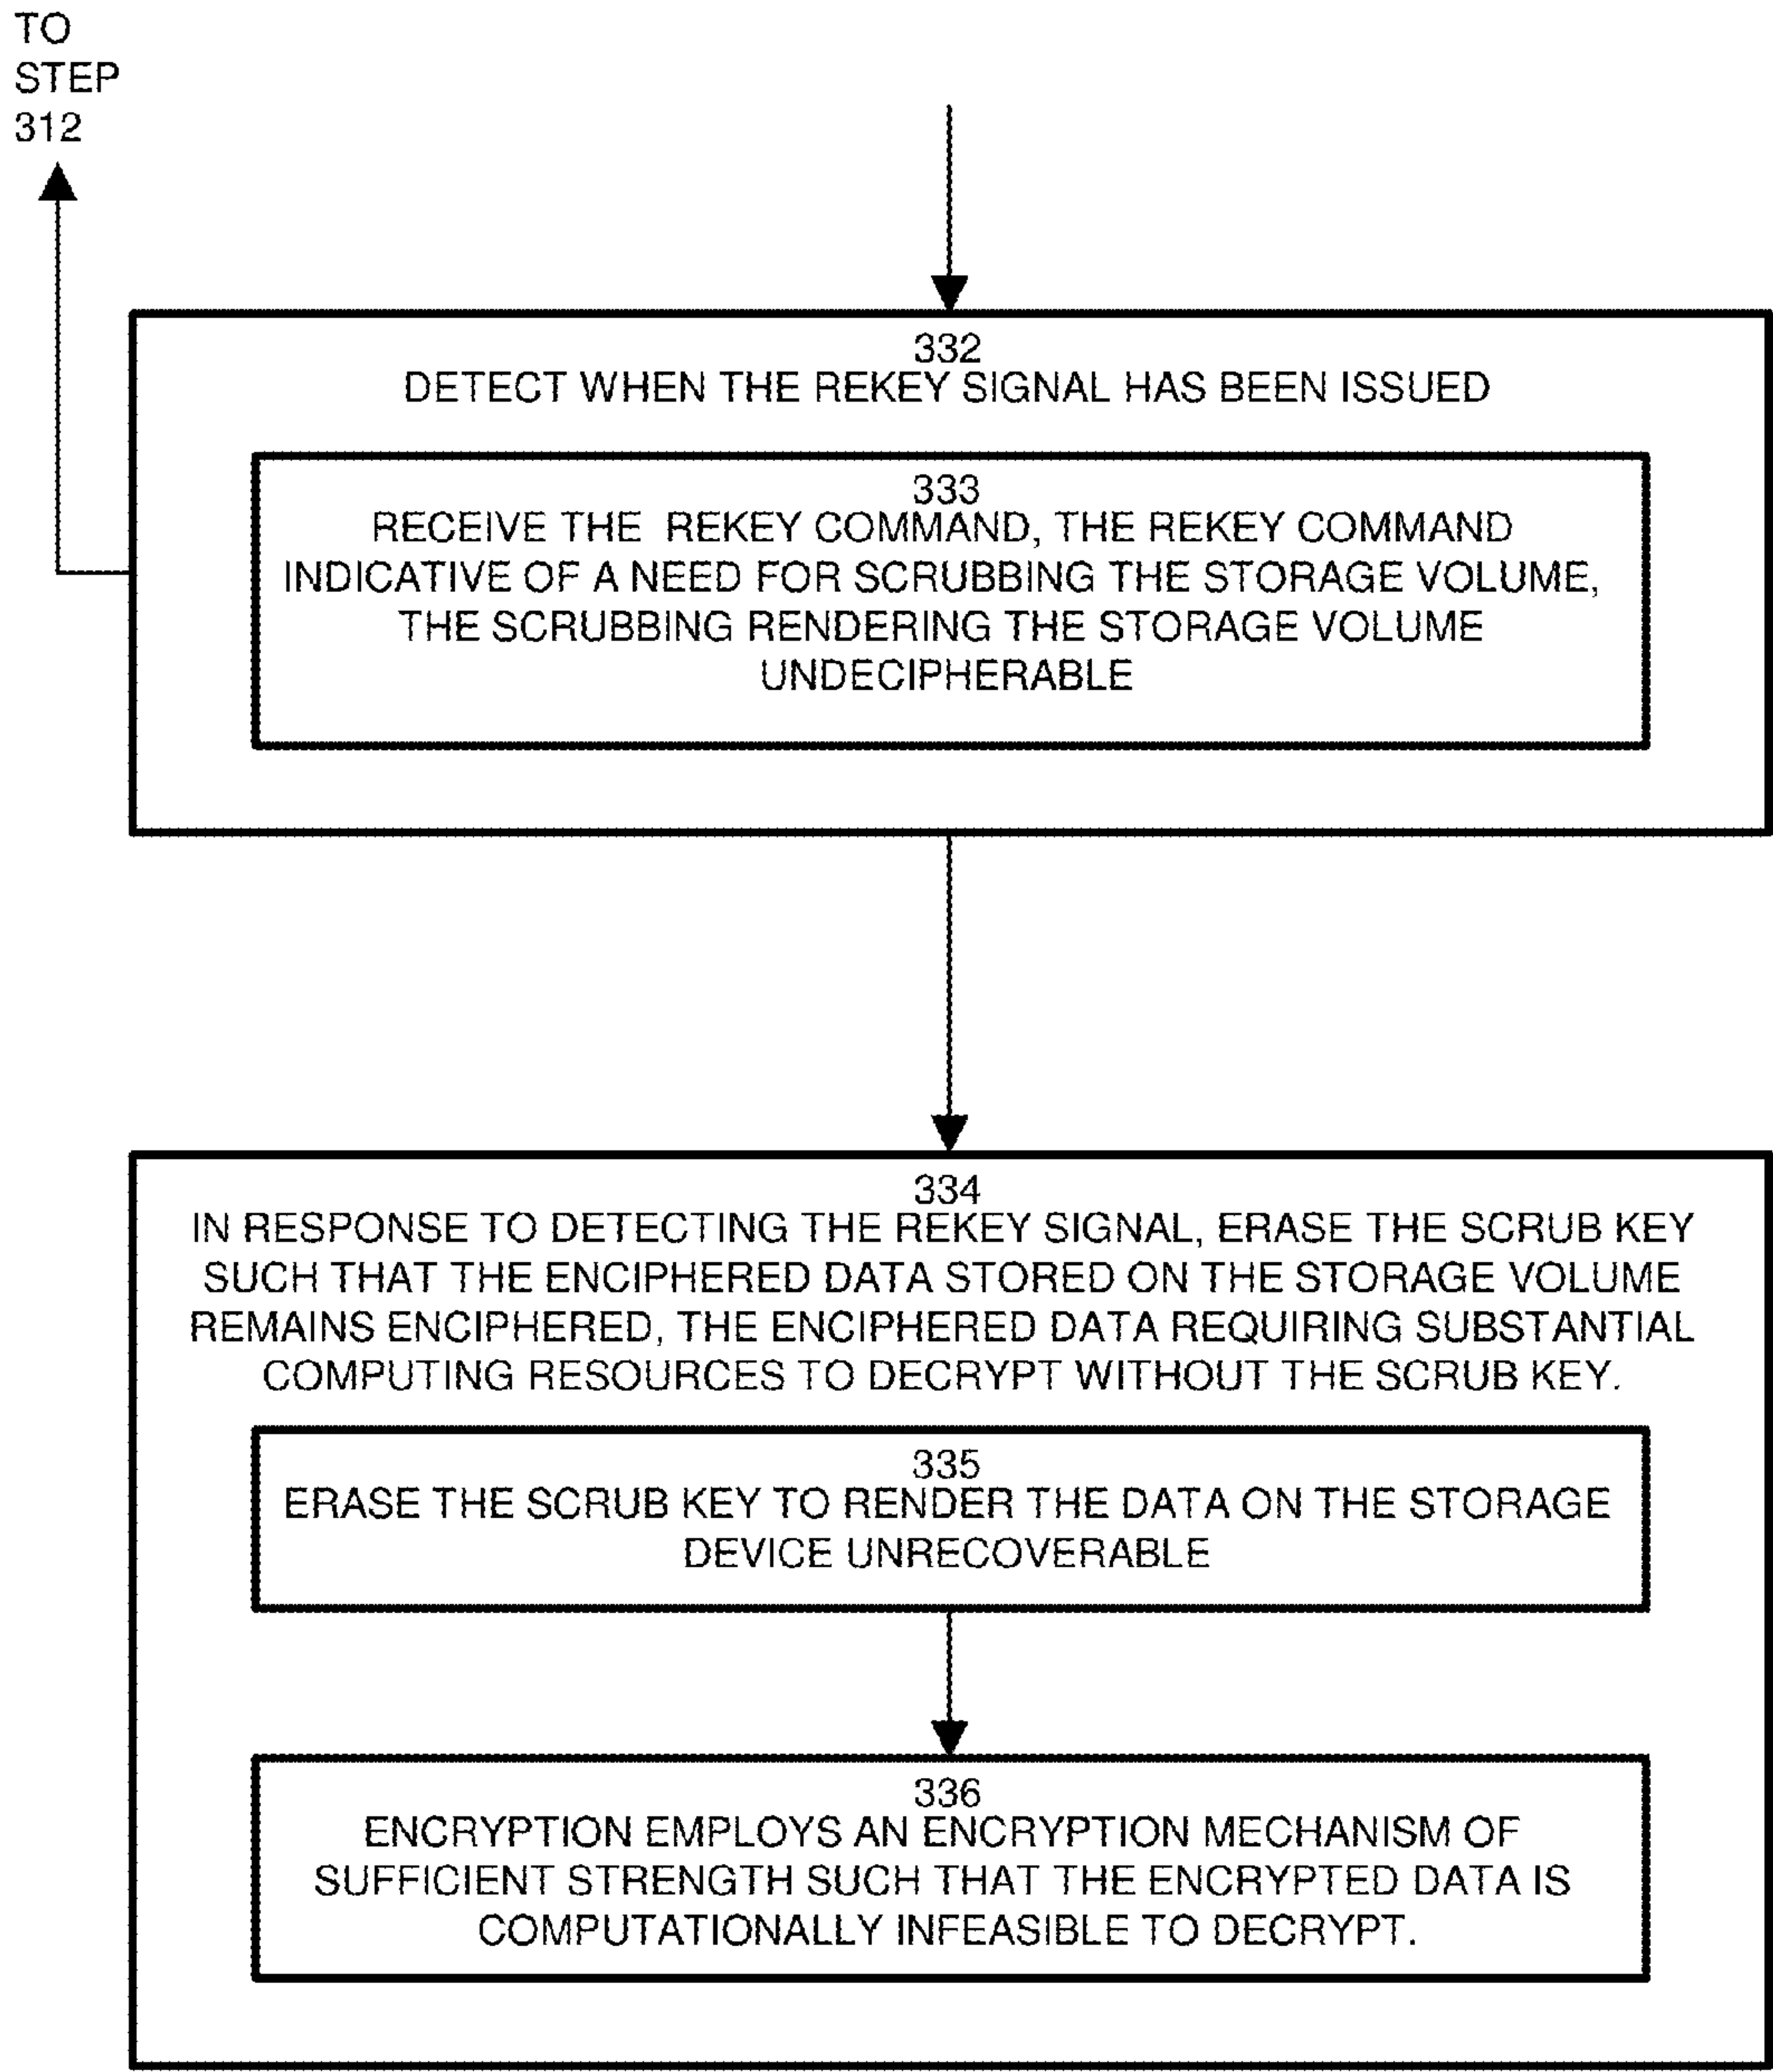 TO
STEP
312
332
DETECT WHEN THE REKEY SIGNAL HAS BEEN ISSUED
333
RECEIVE THE REKEY COMMAND, THE REKEY COMMAND
INDICATIVE OF A NEED FOR SCRUBBING THE STORAGE VOLUME,
THE SCRUBBING RENDERING THE STORAGE VOLUME
UNDECIPHERABLE
334
IN RESPONSE TO DETECTING THE REKEY SIGNAL, ERASE THE SCRUB KEY
SUCH THAT THE ENCIPHERED DATA STORED ON THE STORAGE VOLUME
REMAINS ENCIPHERED, THE ENCIPHERED DATA REQUIRING SUBSTANTIAL
COMPUTING RESOURCES TO DECRYPT WITHOUT THE SCRUB KEY.
335
ERASE THE SCRUB KEY TO RENDER THE DATA ON THE STORAGE
DEVICE UNRECOVERABLE
336
ENCRYPTION EMPLOYS AN ENCRYPTION MECHANISM OF
SUFFICIENT STRENGTH SUCH THAT THE ENCRYPTED DATA IS
COMPUTATIONALLY INFEASIBLE TO DECRYPT.